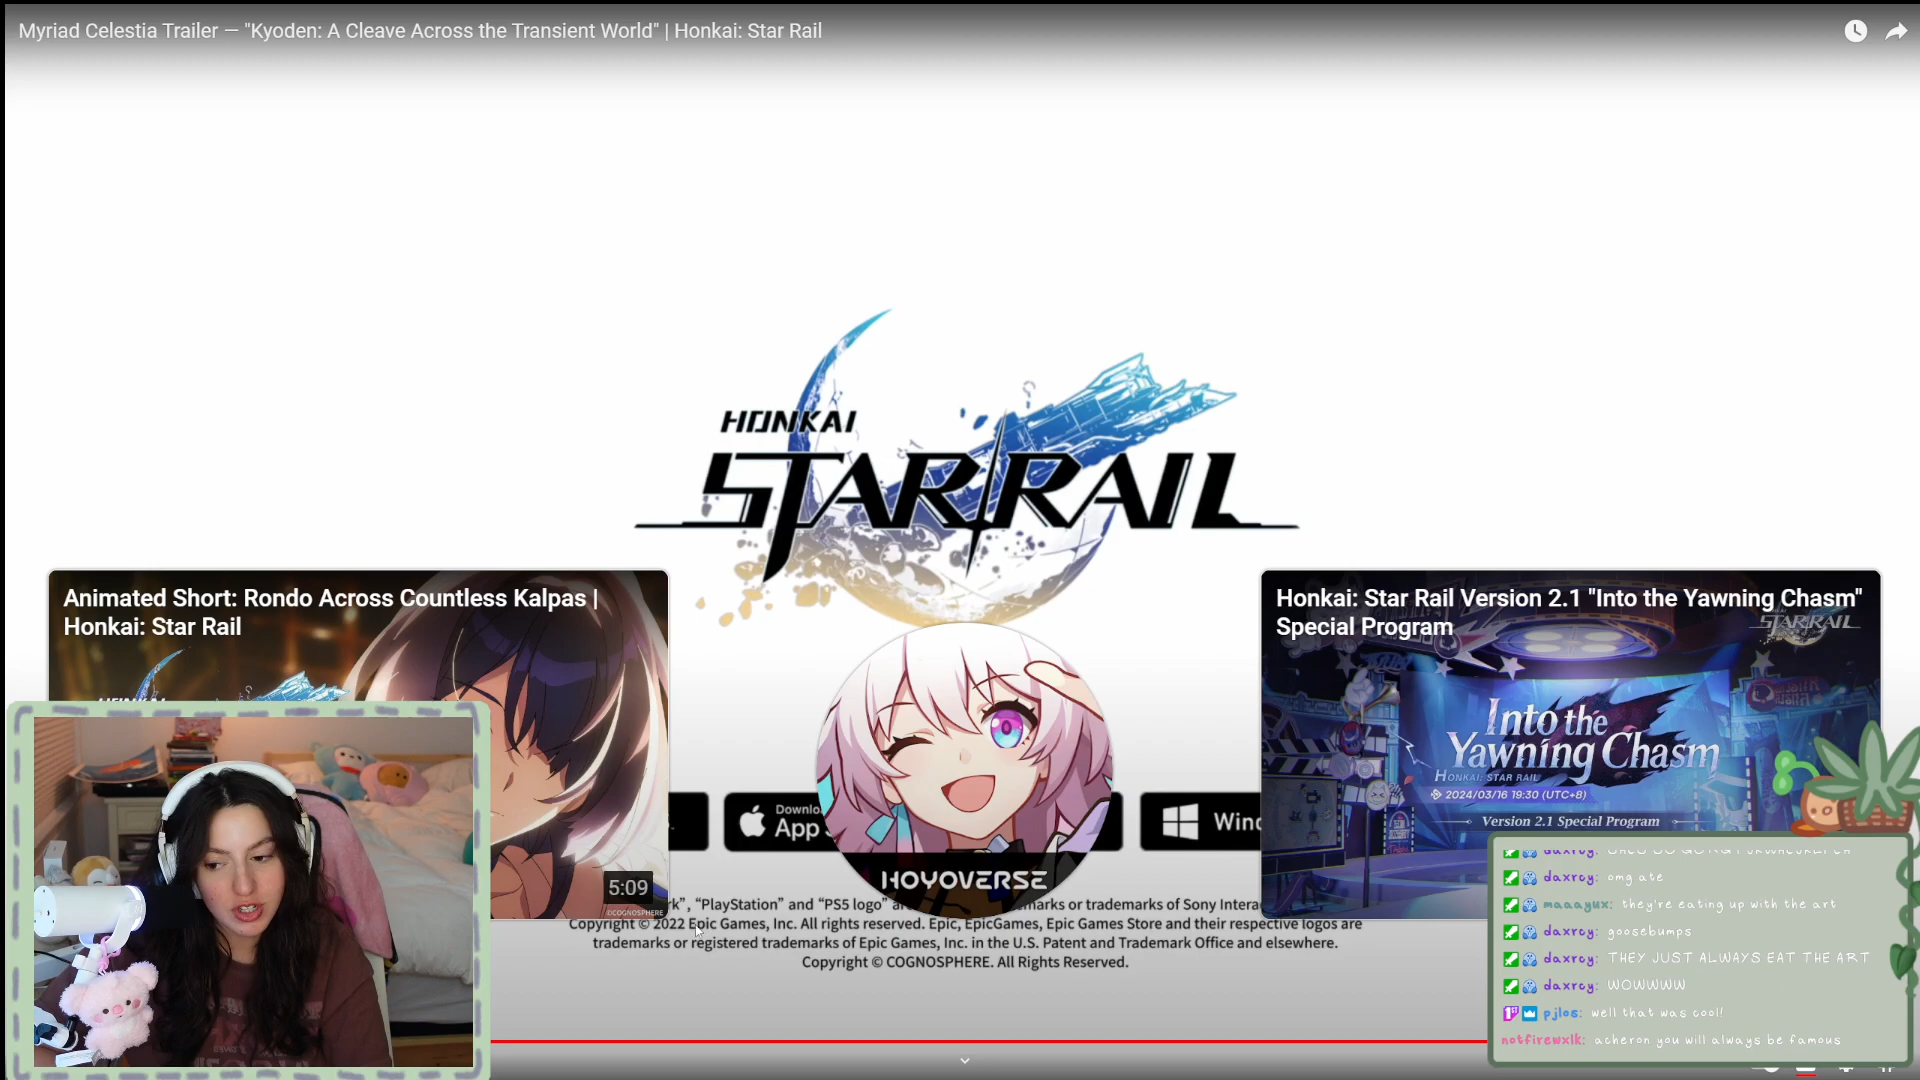 Myriad Celestia Trailer — "Kyoden: A Cleave Across the Transient World" | Honkai: Star Rail
HONKAI
STAR RAIL
Animated Short: Rondo Across Countless Kalpas |
Honkai: Star Rail
5:09
©COGNOSPHERE
Honkai: Star Rail Version 2.1 "Into the Yawning Chasm"
Special Program
STAR RAIL
Into the
Yawning Chasm
HONKAI: STAR RAIL
2024/03/16 19:30 (UTC+8)
Version 2.1 Special Program
App
HOYOVERSE
“PlayStation” and “PS5 logo”
marks or trademarks of Sony
Copyright © 2022 Epic Games, Inc. All rights reserved. Epic, EpicGames, Epic Games Store and their respective logos are
trademarks or registered trademarks of Epic Games, Inc. in the U.S. Patent and Trademark Office and elsewhere.
Copyright © COGNOSPHERE. All Rights Reserved.
daxrcy: omg ate
maaayux: they're eating up with the art
daxrcy: goosebumps
daxrcy: THEY JUST ALWAYS EAT THE ART
daxrcy: WOWWWW
pjlos: well that was cool!
notfirewxlk: acheron you will always be famous